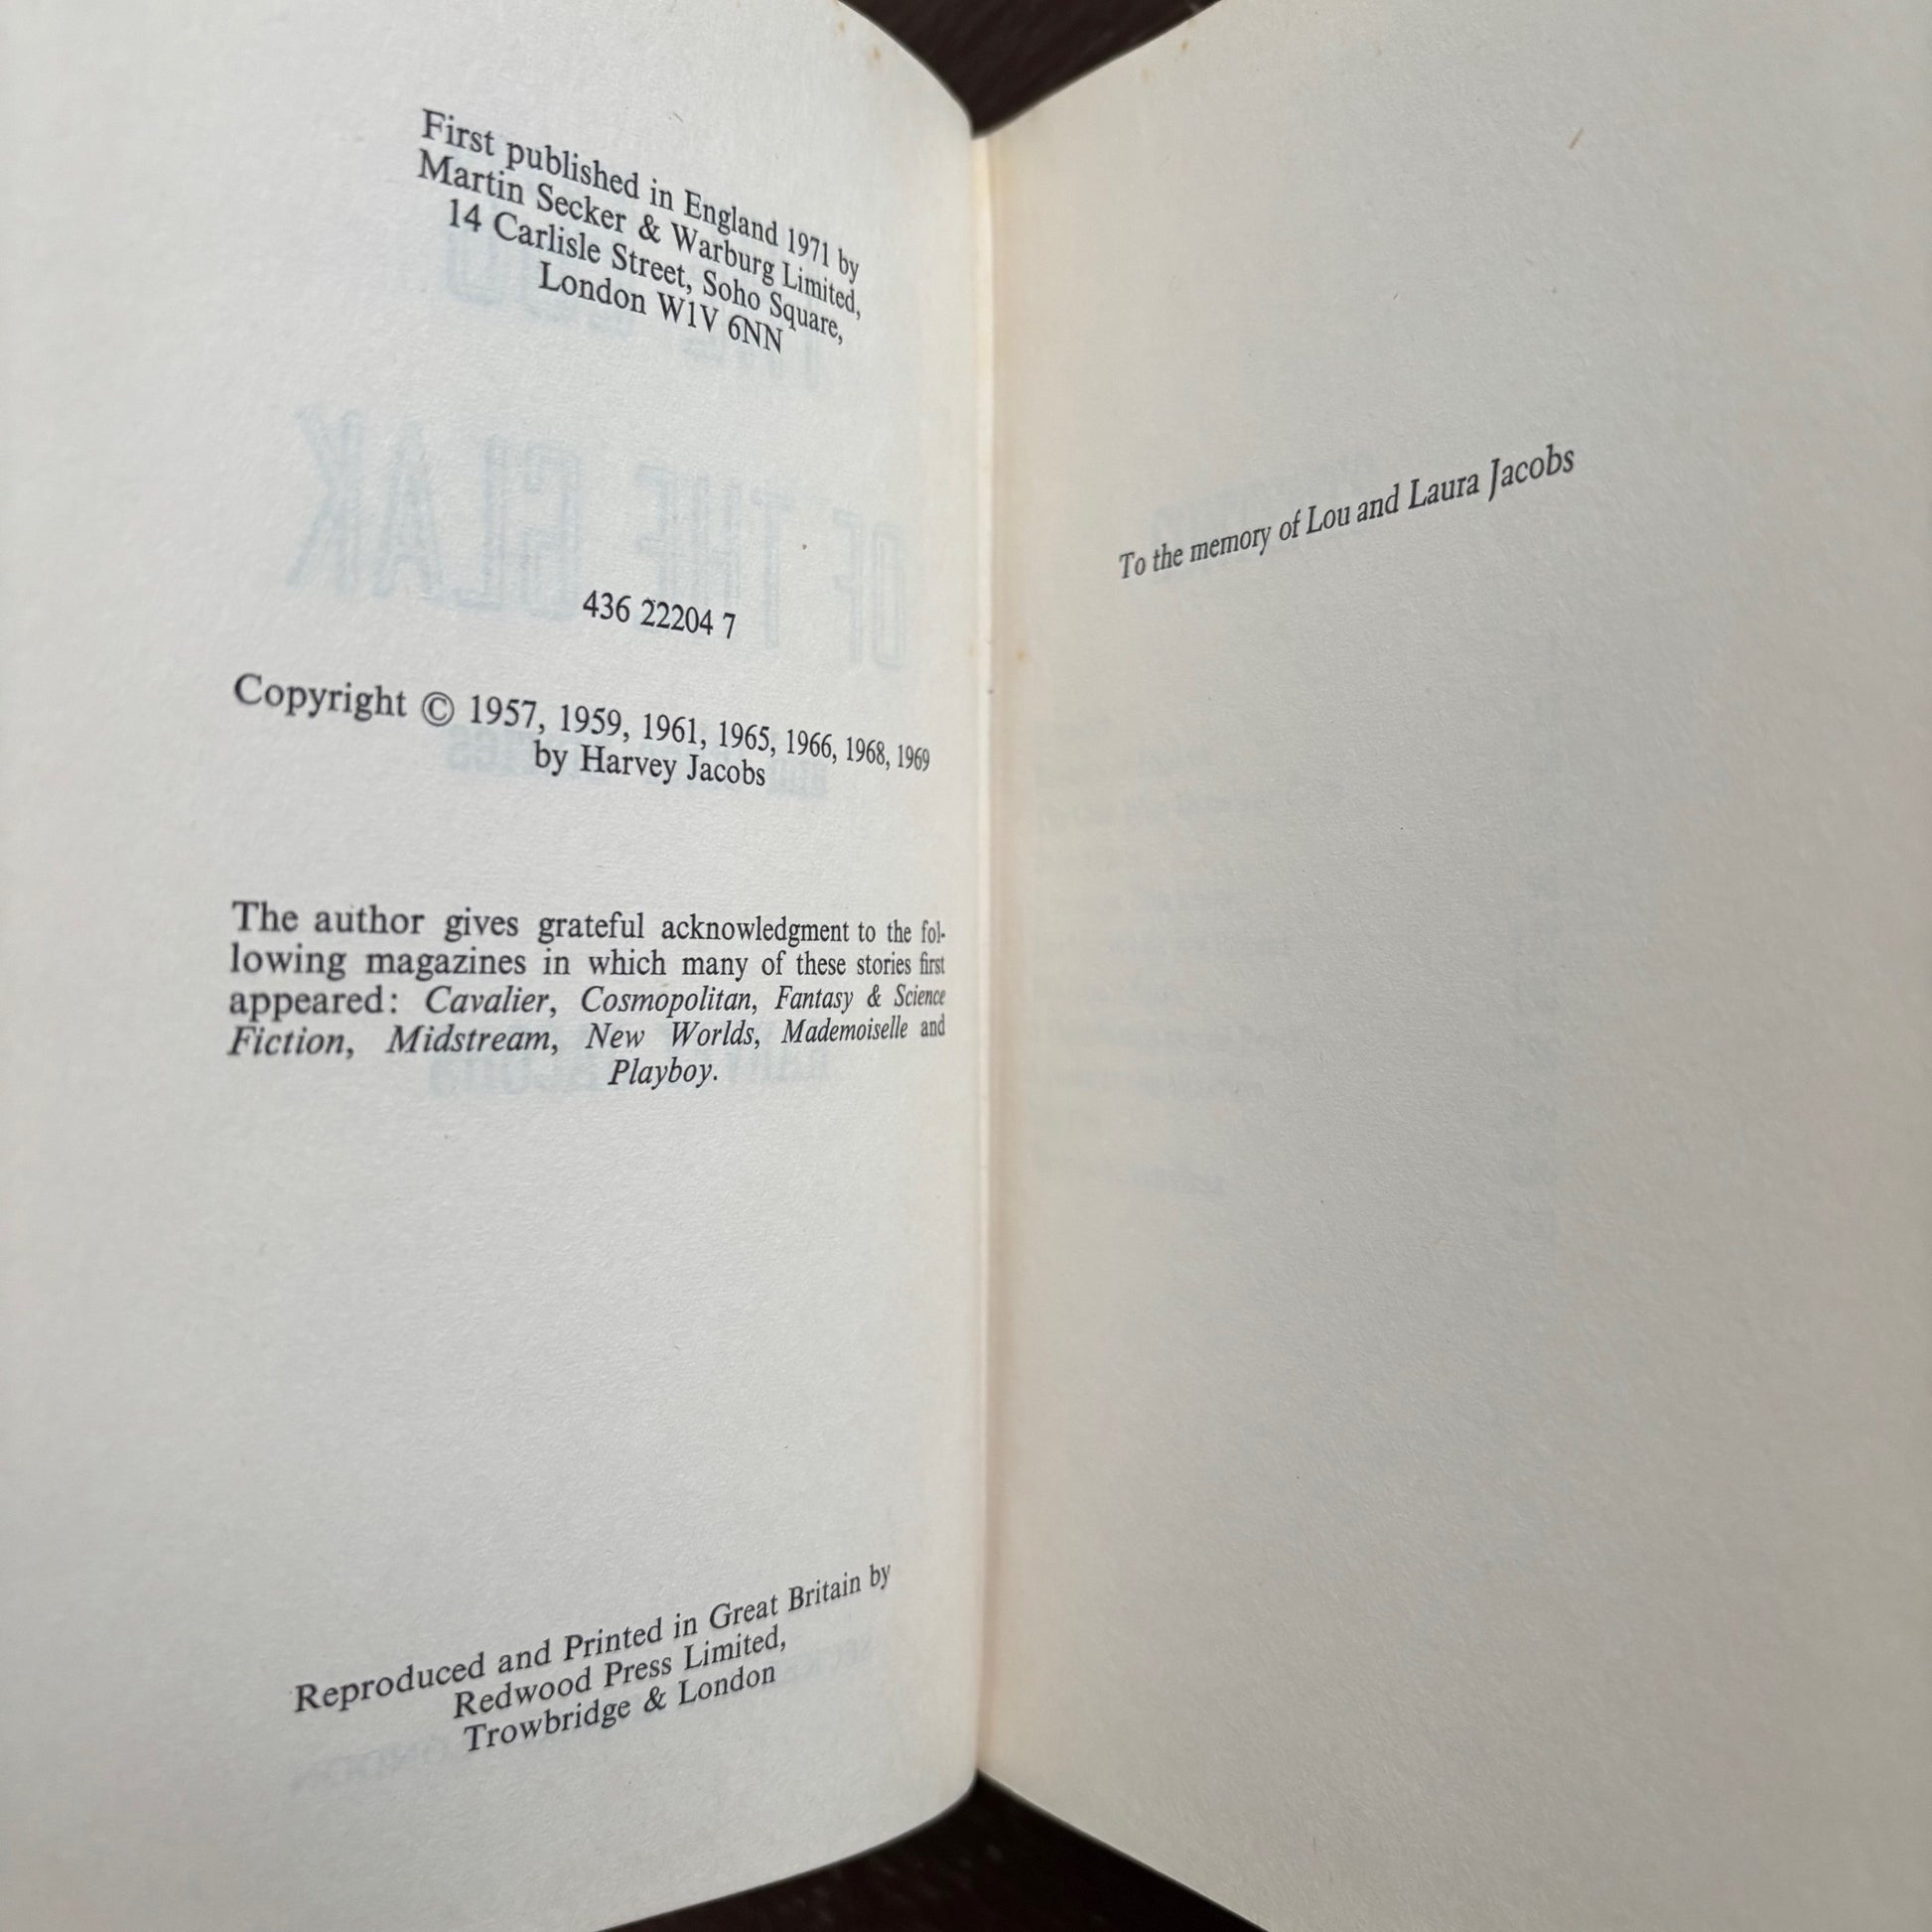 First published in England 1971 by
Martin Secker & Warburg Limited,
14 Carlisle Street, Soho Square,
London W1V 6NN
436 22204 7
Copyright © 1957, 1959, 1961, 1965, 1966, 1968, 1969
by Harvey Jacobs
The author gives grateful acknowledgment to the fol-
lowing magazines in which many of these stories first
appeared: Cavalier, Cosmopolitan, Fantasy & Science
Fiction, Midstream, New Worlds, Mademoiselle and
Playboy.
Reproduced and Printed in Great Britain by
Redwood Press Limited,
Trowbridge & London
To the memory of Lou and Laura Jacobs